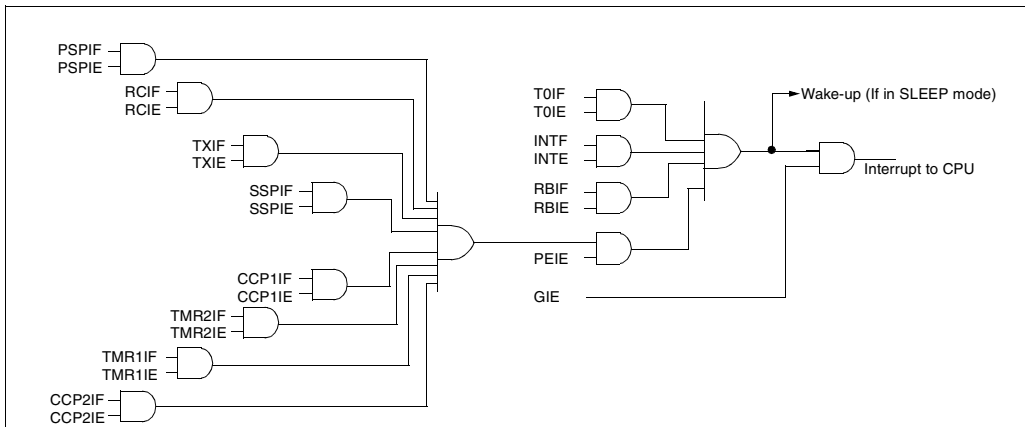 PSPIF
PSPIE
RCIF
RCIE
TXIF
TXIE
SSPIF
SSPIE
CCP1IF
CCP1IE
TMR2IF
TMR2IE
TMR1IF
TMR1IE
CCP2IF
CCP2IE
T0IF
T0IE
INTF
INTE
RBIF
RBIE
PEIE
GIE
Wake-up (If in SLEEP mode)
Interrupt to CPU